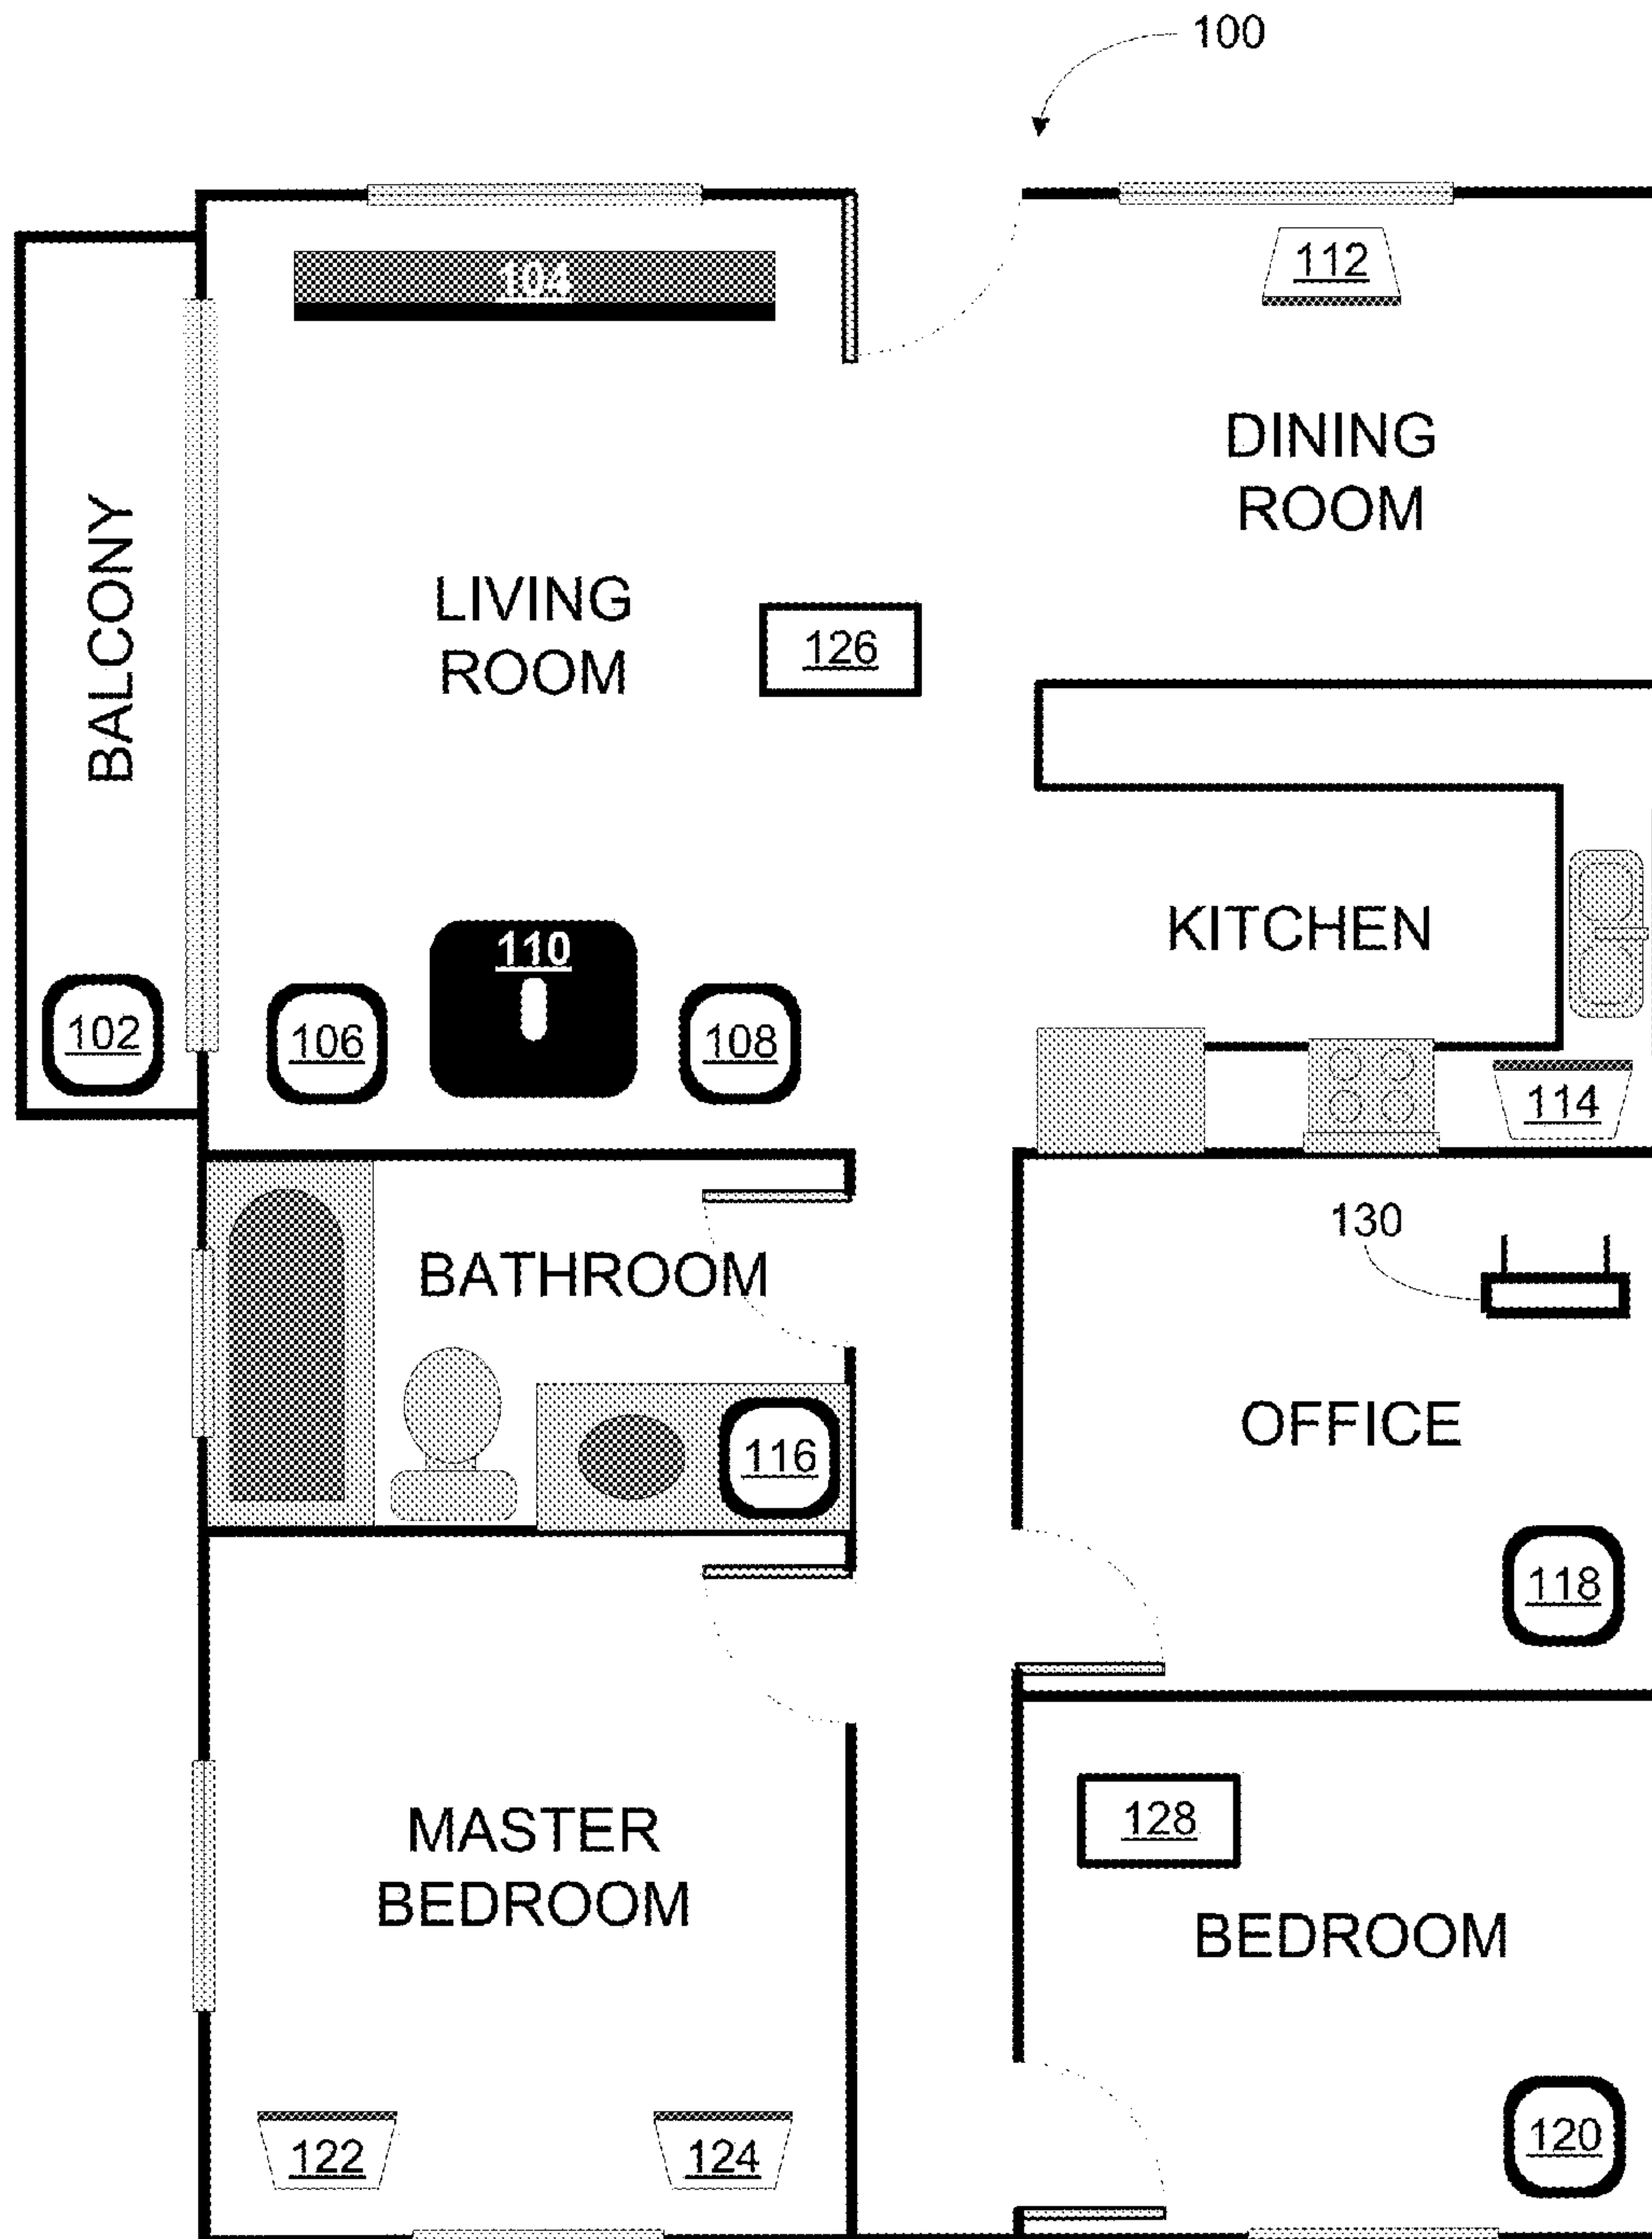 100
104
112
DINING
ROOM
BALCONY
LIVING
ROOM
126
KITCHEN
110
102
106
108
114
130
BATHROOM
OFFICE
116
118
MASTER
BEDROOM
128
BEDROOM
122
124
120